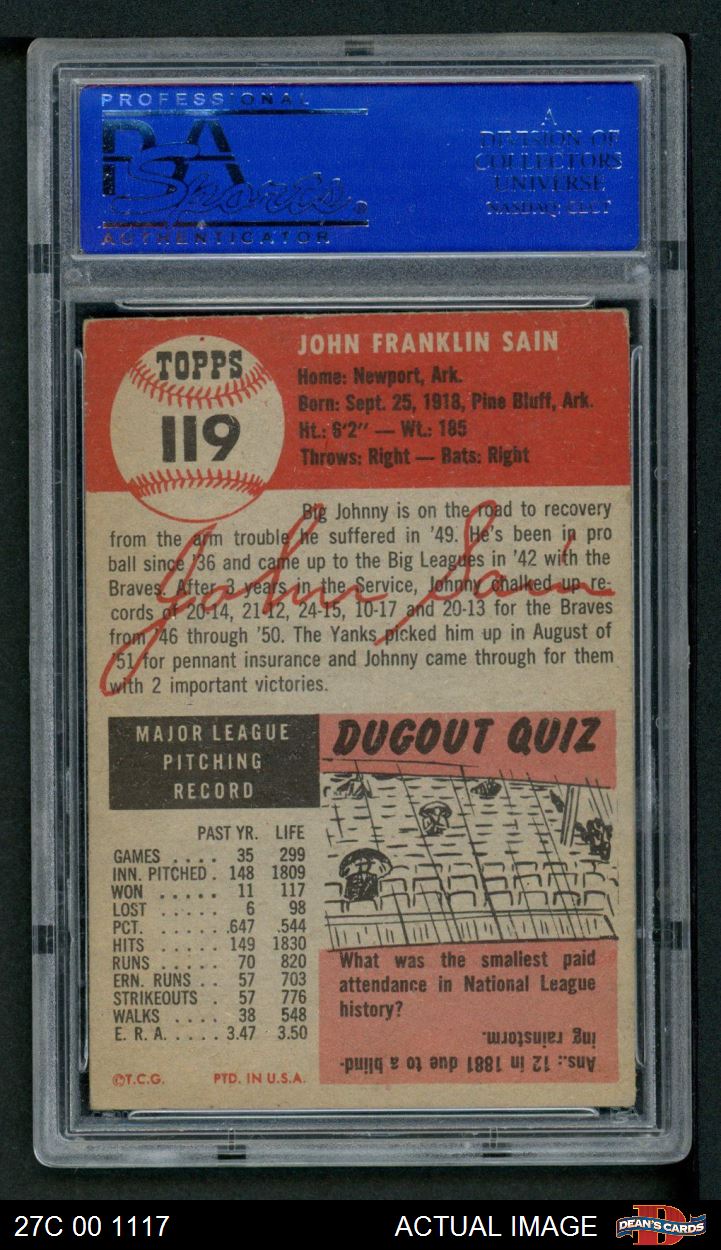 PROFESSIONAL
PSA
Sports®
AUTHENTICATOR
A
DIVISION OF
COLLECTORS
UNIVERSE
NASDAQ: CLCT
TOPPS
119
JOHN FRANKLIN SAIN
Home: Newport, Ark.
Born: Sept. 25, 1918, Pine Bluff, Ark.
Ht.: 6'2" — Wt.: 185
Throws: Right — Bats: Right
Big Johnny is on the road to recovery
from the arm trouble he suffered in '49. He's been in pro
ball since '36 and came up to the Big Leagues in '42 with the
Braves. After 3 years in the Service, Johnny chalked up re-
cords of 20-14, 21-12, 24-15, 10-17 and 20-13 for the Braves
from '46 through '50. The Yanks picked him up in August of
'51 for pennant insurance and Johnny came through for them
with 2 important victories.
John Sain
MAJOR LEAGUE
PITCHING
RECORD
PAST YR. LIFE
GAMES .... 35 299
INN. PITCHED. 148 1809
WON ..... 11 117
LOST ..... 6 98
PCT. ..... .647 .544
HITS ..... 149 1830
RUNS ..... 70 820
ERN. RUNS .. 57 703
STRIKEOUTS . 57 776
WALKS .... 38 548
E. R. A. .... 3.47 3.50
©T.C.G. PTD. IN U.S.A.
DUGOUT QUIZ
What was the smallest paid
attendance in National League
history?
Ans.: 12 in 1881 due to a blind-
ing rainstorm.
27C 00 1117
ACTUAL IMAGE
D
DEAN'S CARDS